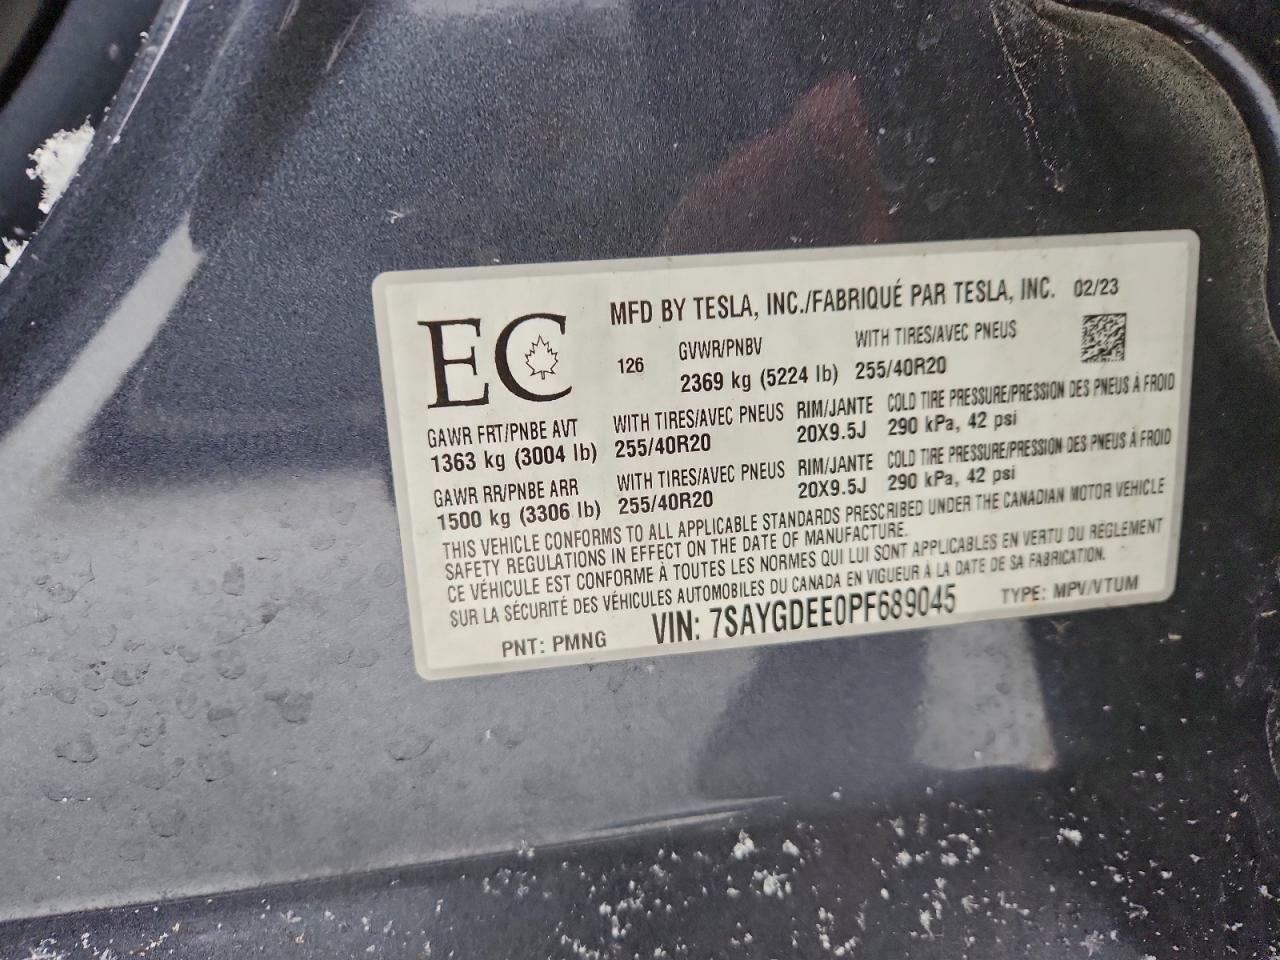 EC
MFD BY TESLA, INC./FABRIQUÉ PAR TESLA, INC. 02/23
126 GVWR/PNBV WITH TIRES/AVEC PNEUS
2369 kg (5224 lb) 255/40R20
GAWR FRT/PNBE AVT WITH TIRES/AVEC PNEUS RIM/JANTE COLD TIRE PRESSURE/PRESSION DES PNEUS À FROID
1363 kg (3004 lb) 255/40R20 20X9.5J 290 kPa, 42 psi
GAWR RR/PNBE ARR WITH TIRES/AVEC PNEUS RIM/JANTE COLD TIRE PRESSURE/PRESSION DES PNEUS À FROID
1500 kg (3306 lb) 255/40R20 20X9.5J 290 kPa, 42 psi
THIS VEHICLE CONFORMS TO ALL APPLICABLE STANDARDS PRESCRIBED UNDER THE CANADIAN MOTOR VEHICLE
SAFETY REGULATIONS IN EFFECT ON THE DATE OF MANUFACTURE.
CE VÉHICULE EST CONFORME À TOUTES LES NORMES QUI LUI SONT APPLICABLES EN VERTU DU RÈGLEMENT
SUR LA SÉCURITÉ DES VÉHICULES AUTOMOBILES DU CANADA EN VIGUEUR À LA DATE DE SA FABRICATION.
PNT: PMNG VIN: 7SAYGDEE0PF689045 TYPE: MPV/VTUM